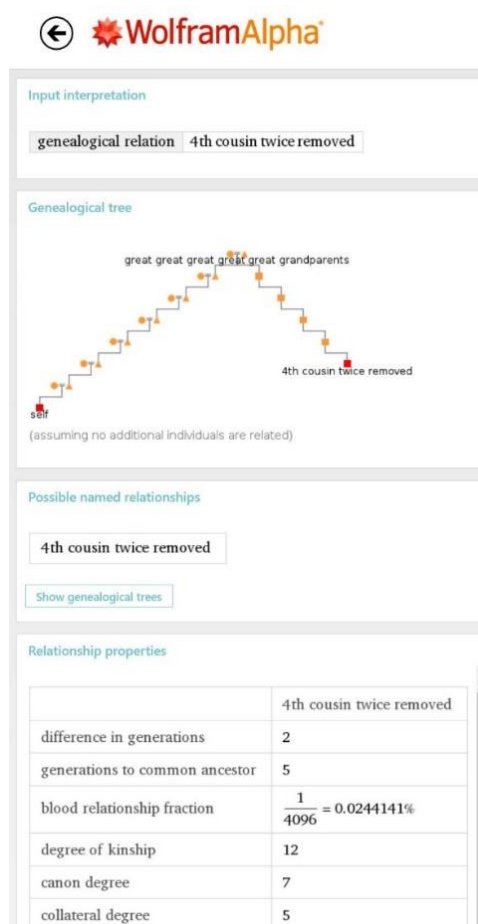 WolframAlpha
Input interpretation
genealogical relation 4th cousin twice removed
Genealogical tree
great great great great great grandparents
4th cousin twice removed
self
(assuming no additional individuals are related)
Possible named relationships
4th cousin twice removed
Show genealogical trees
Relationship properties
4th cousin twice removed
difference in generations 2
generations to common ancestor 5
blood relationship fraction 1/4096 = 0.0244141%
degree of kinship 12
canon degree 7
collateral degree 5